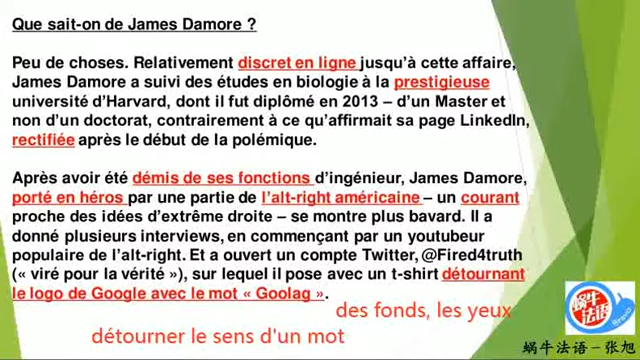 Que sait-on de James Damore ?
Peu de choses. Relativement discret en ligne jusqu'à cette affaire,
James Damore a suivi des études en biologie à la prestigieuse
université d'Harvard, dont il fut diplômé en 2013 – d'un Master et
non d'un doctorat, contrairement à ce qu'affirmait sa page LinkedIn,
rectifiée après le début de la polémique.
Après avoir été démis de ses fonctions d'ingénieur, James Damore,
porté en héros par une partie de l'alt-right américaine – un courant
proche des idées d'extrême droite – se montre plus bavard. Il a
donné plusieurs interviews, en commençant par un youtubeur
populaire de l'alt-right. Et a ouvert un compte Twitter, @Fired4truth
(« viré pour la vérité »), sur lequel il pose avec un t-shirt détournant
le logo de Google avec le mot « Goolag ».
des fonds, les yeux
détourner le sens d'un mot
蜗牛
法语
蜗牛法语–张旭